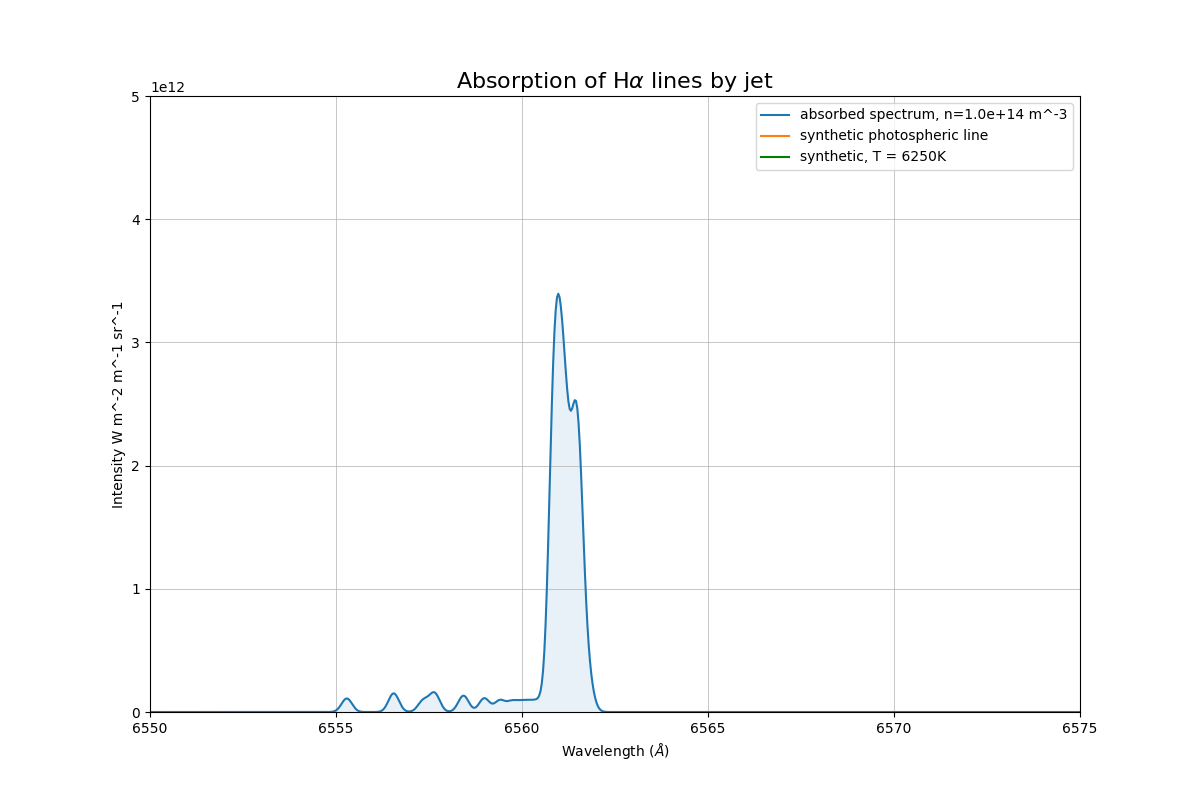 Absorption of Hα lines by jet
1e12
absorbed spectrum, n=1.0e+14 m^-3
synthetic photospheric line
synthetic, T = 6250K
5
4
3
2
1
0
Intensity W m^-2 m^-1 sr^-1
6550 6555 6560 6565 6570 6575
Wavelength (Å)